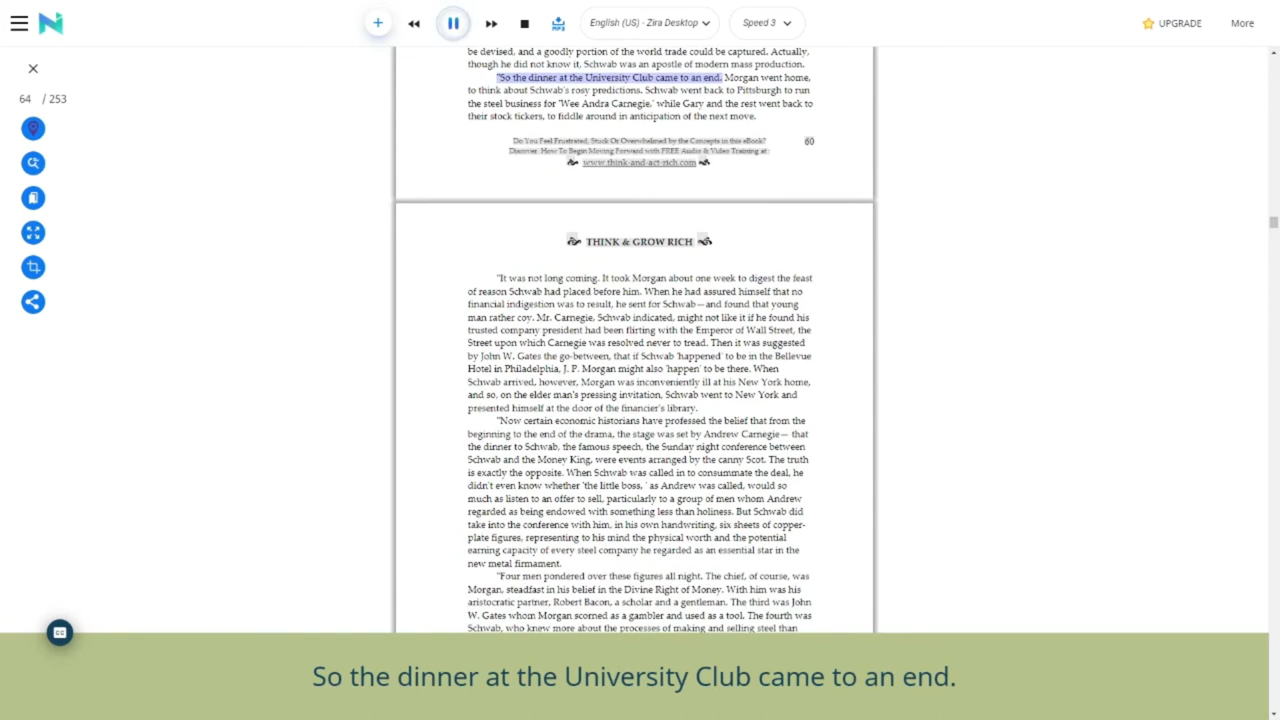 MP3
English (US) - Zira Desktop
Speed 3
UPGRADE
More
64 / 253
be devised, and a goodly portion of the world trade could be captured. Actually,
though he did not know it, Schwab was an apostle of modern mass production.
"So the dinner at the University Club came to an end. Morgan went home,
to think about Schwab's rosy predictions. Schwab went back to Pittsburgh to run
the steel business for 'Wee Andra Carnegie,' while Gary and the rest went back to
their stock tickers, to fiddle around in anticipation of the next move.
Do You Feel Frustrated, Stuck Or Overwhelmed by the Concepts in this eBook?
60
Discover How To Begin Moving Forward with FREE Audio & Video Training at:
www.think-and-act-rich.com
THINK & GROW RICH
"It was not long coming. It took Morgan about one week to digest the feast
of reason Schwab had placed before him. When he had assured himself that no
financial indigestion was to result, he sent for Schwab—and found that young
man rather coy. Mr. Carnegie, Schwab indicated, might not like it if he found his
trusted company president had been flirting with the Emperor of Wall Street, the
Street upon which Carnegie was resolved never to tread. Then it was suggested
by John W. Gates the go-between, that if Schwab 'happened' to be in the Bellevue
Hotel in Philadelphia, J. P. Morgan might also 'happen' to be there. When
Schwab arrived, however, Morgan was inconveniently ill at his New York home,
and so, on the elder man's pressing invitation, Schwab went to New York and
presented himself at the door of the financier's library.
"Now certain economic historians have professed the belief that from the
beginning to the end of the drama, the stage was set by Andrew Carnegie— that
the dinner to Schwab, the famous speech, the Sunday night conference between
Schwab and the Money King, were events arranged by the canny Scot. The truth
is exactly the opposite. When Schwab was called in to consummate the deal, he
didn't even know whether 'the little boss, ' as Andrew was called, would so
much as listen to an offer to sell, particularly to a group of men whom Andrew
regarded as being endowed with something less than holiness. But Schwab did
take into the conference with him, in his own handwriting, six sheets of copper-
plate figures, representing to his mind the physical worth and the potential
earning capacity of every steel company he regarded as an essential star in the
new metal firmament.
"Four men pondered over these figures all night. The chief, of course, was
Morgan, steadfast in his belief in the Divine Right of Money. With him was his
aristocratic partner, Robert Bacon, a scholar and a gentleman. The third was John
W. Gates whom Morgan scorned as a gambler and used as a tool. The fourth was
Schwab, who knew more about the processes of making and selling steel than
CC
So the dinner at the University Club came to an end.